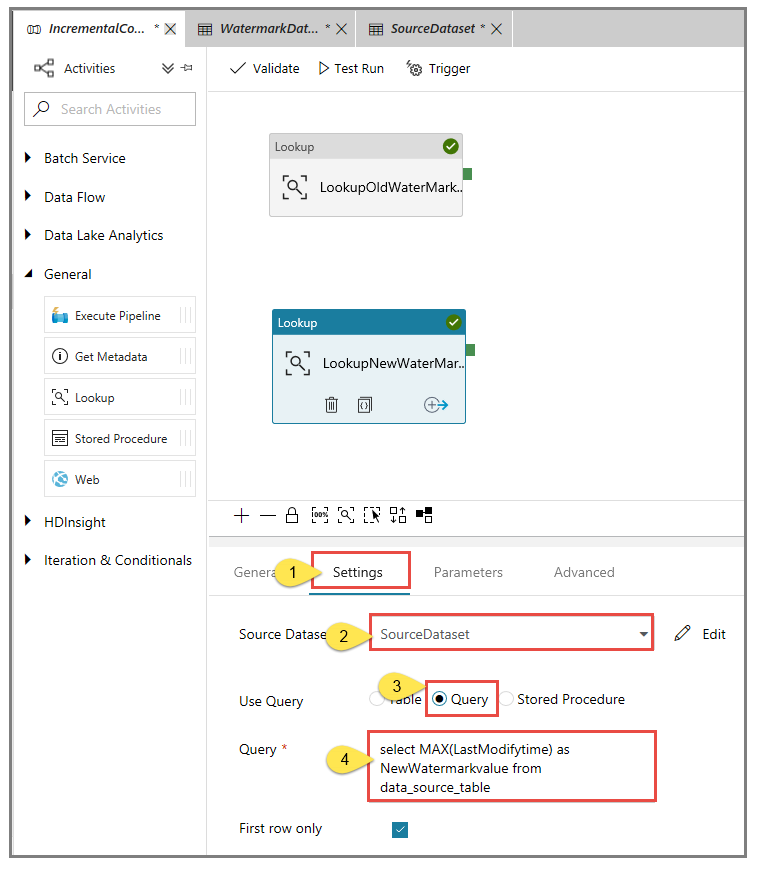 IncrementalCo... * WatermarkDat... * SourceDataset *
Activities
Validate Test Run Trigger
Search Activities
Batch Service
Data Flow
Data Lake Analytics
General
Execute Pipeline
Get Metadata
Lookup
Stored Procedure
Web
HDInsight
Iteration & Conditionals
Lookup
LookupOldWaterMark..
Lookup
LookupNewWaterMar..
100%
Genera 1 Settings Parameters Advanced
Source Datase 2 SourceDataset Edit
3
Use Query Table Query Stored Procedure
Query * 4 select MAX(LastModifytime) as
NewWatermarkvalue from
data_source_table
First row only